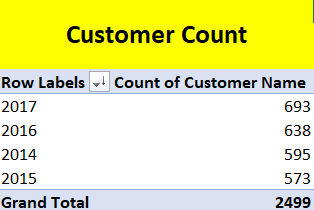 Customer Count
Row Labels Count of Customer Name
2017 693
2016 638
2014 595
2015 573
Grand Total 2499